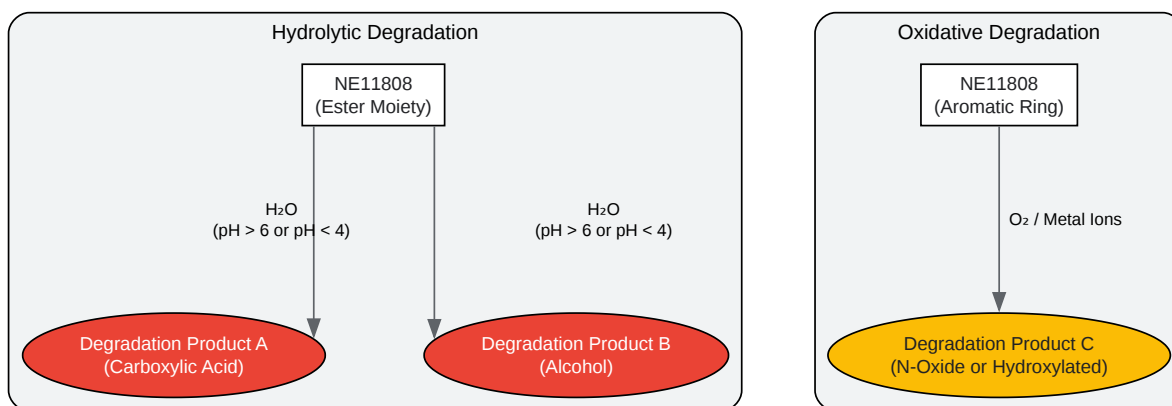 Hydrolytic Degradation
NE11808
(Ester Moiety)
H₂O
(pH > 6 or pH < 4)
H₂O
(pH > 6 or pH < 4)
Degradation Product A
(Carboxylic Acid)
Degradation Product B
(Alcohol)
Oxidative Degradation
NE11808
(Aromatic Ring)
O₂ / Metal Ions
Degradation Product C
(N-Oxide or Hydroxylated)